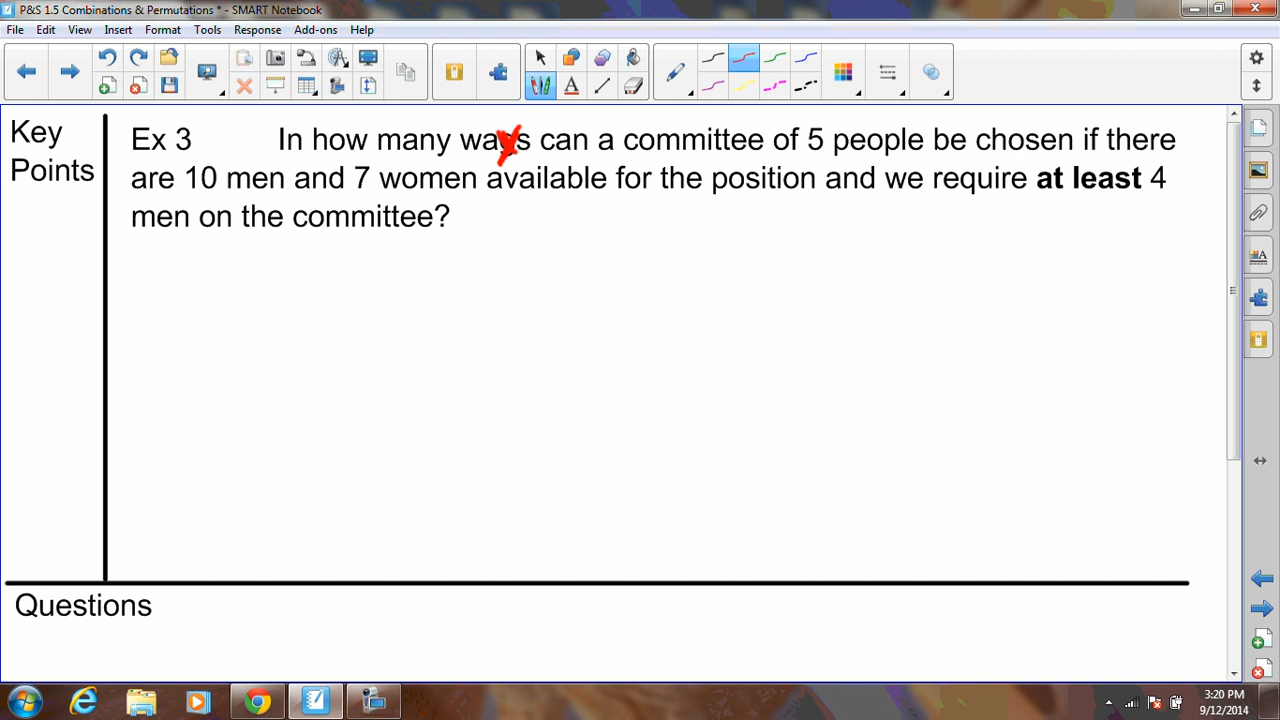 P&S 1.5 Combinations & Permutations * - SMART Notebook
File Edit View Insert Format Tools Response Add-ons Help
Key
Points
Ex 3 In how many ways can a committee of 5 people be chosen if there
are 10 men and 7 women available for the position and we require at least 4
men on the committee?
Questions
3:20 PM
9/12/2014